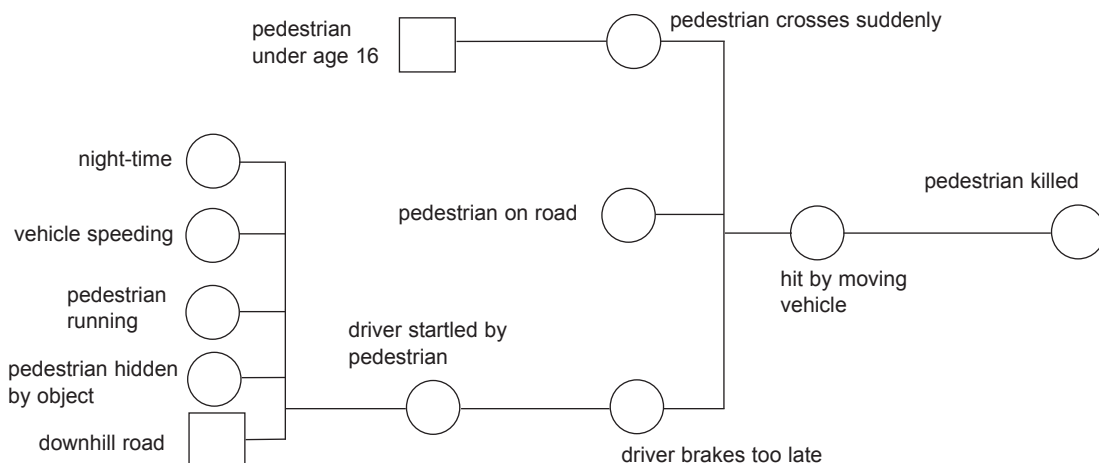 pedestrian
under age 16
pedestrian crosses suddenly
night-time
vehicle speeding
pedestrian
running
pedestrian hidden
by object
downhill road
pedestrian on road
driver startled by
pedestrian
driver brakes too late
hit by moving
vehicle
pedestrian killed